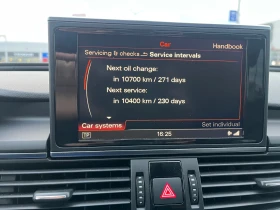 Car
Handbook
Servicing & checks Service intervals
Next oil change:
in 10700 km / 271 days
Next service:
in 10400 km / 230 days
Car systems
Set individual
TP
16:25